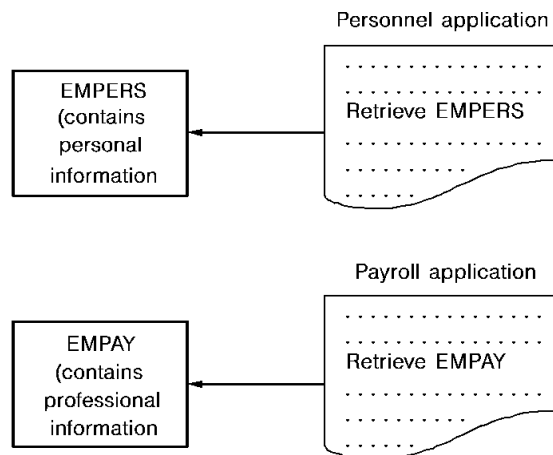 Personnel application
EMPERS
(contains
personal
information
Retrieve EMPERS
Payroll application
EMPAY
(contains
professional
information
Retrieve EMPAY